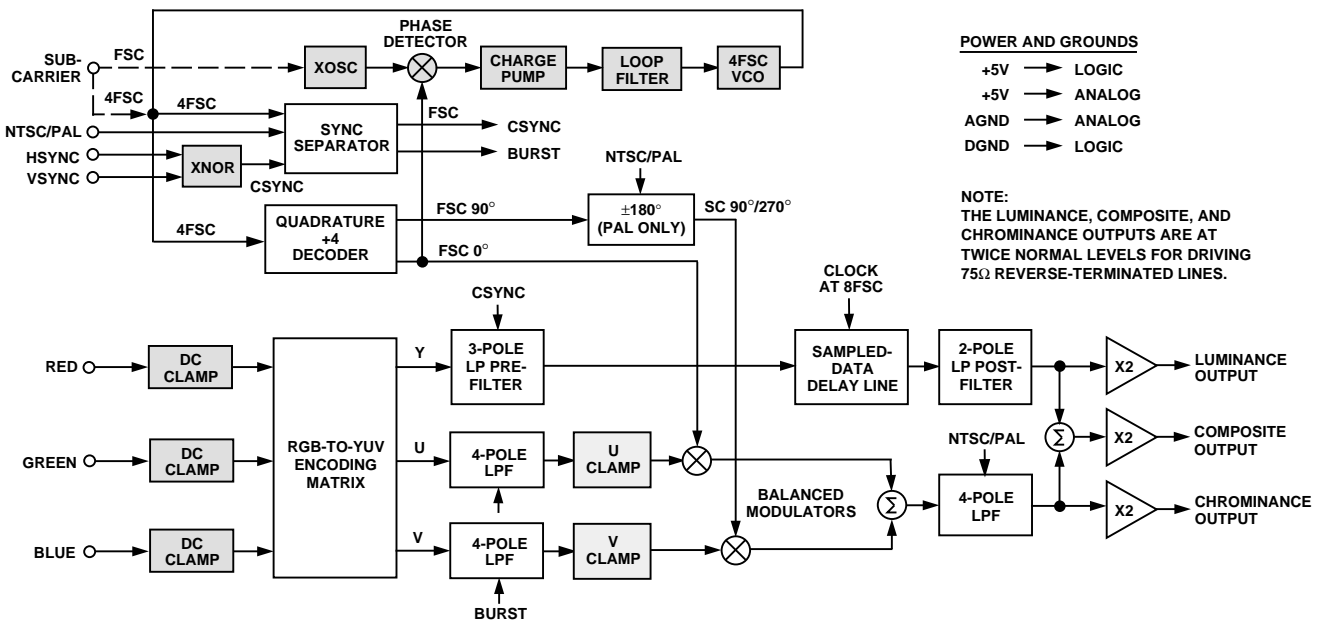 PHASE
DETECTOR
POWER AND GROUNDS
SUB-
CARRIER
FSC
XOSC
CHARGE
PUMP
LOOP
FILTER
4FSC
VCO
+5V
LOGIC
+5V
ANALOG
AGND
ANALOG
DGND
LOGIC
4FSC
4FSC
NTSC/PAL
HSYNC
VSYNC
XNOR
CSYNC
SYNC
SEPARATOR
FSC
CSYNC
BURST
NTSC/PAL
4FSC
QUADRATURE
+4
DECODER
FSC 90°
FSC 0°
±180°
(PAL ONLY)
SC 90°/270°
NOTE:
THE LUMINANCE, COMPOSITE, AND
CHROMINANCE OUTPUTS ARE AT
TWICE NORMAL LEVELS FOR DRIVING
75Ω REVERSE-TERMINATED LINES.
CSYNC
CLOCK
AT 8FSC
RED
DC
CLAMP
RGB-TO-YUV
ENCODING
MATRIX
Y
3-POLE
LP PRE-
FILTER
SAMPLED-
DATA
DELAY LINE
2-POLE
LP POST-
FILTER
X2
LUMINANCE
OUTPUT
GREEN
DC
CLAMP
U
4-POLE
LPF
U
CLAMP
NTSC/PAL
Σ
X2
COMPOSITE
OUTPUT
BALANCED
MODULATORS
Σ
4-POLE
LPF
X2
CHROMINANCE
OUTPUT
BLUE
DC
CLAMP
V
4-POLE
LPF
V
CLAMP
BURST